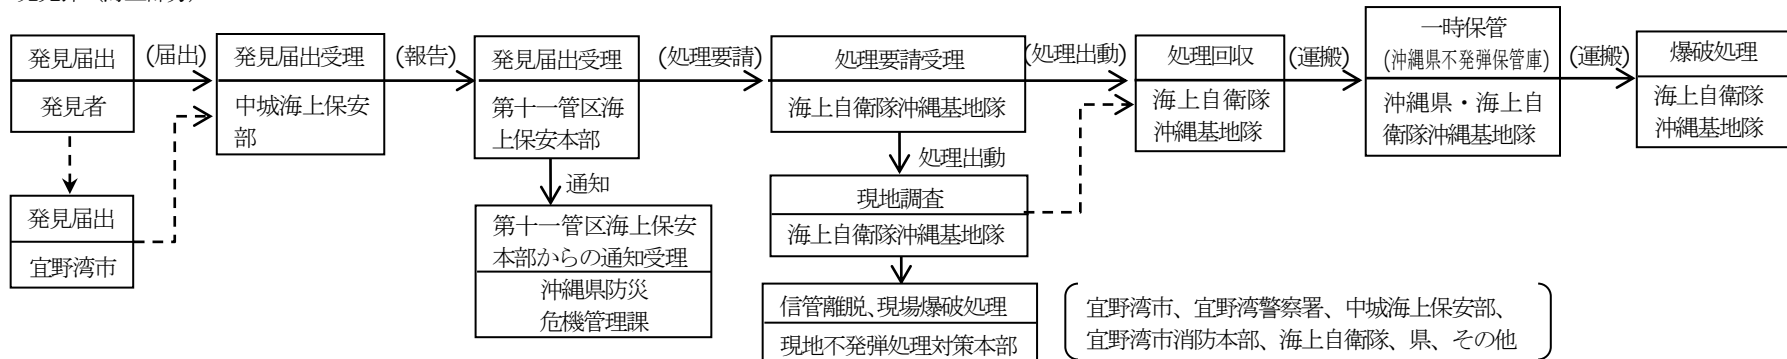 発見届出
発見者
(届出)
発見届出受理
中城海上保安
部
(報告)
発見届出受理
第十一管区海
上保安本部
(処理要請)
処理要請受理
海上自衛隊沖縄基地隊
(処理出動)
処理回収
海上自衛隊
沖縄基地隊
(運搬)
一時保管
(沖縄県不発弾保管庫)
沖縄県・海上自
衛隊沖縄基地隊
(運搬)
爆破処理
海上自衛隊
沖縄基地隊
発見届出
宜野湾市
通知
第十一管区海上保安
本部からの通知受理
沖縄県防災
危機管理課
処理出動
現地調査
海上自衛隊沖縄基地隊
信管離脱、現場爆破処理
現地不発弾処理対策本部
宜野湾市、宜野湾警察署、中城海上保安部、
宜野湾市消防本部、海上自衛隊、県、その他